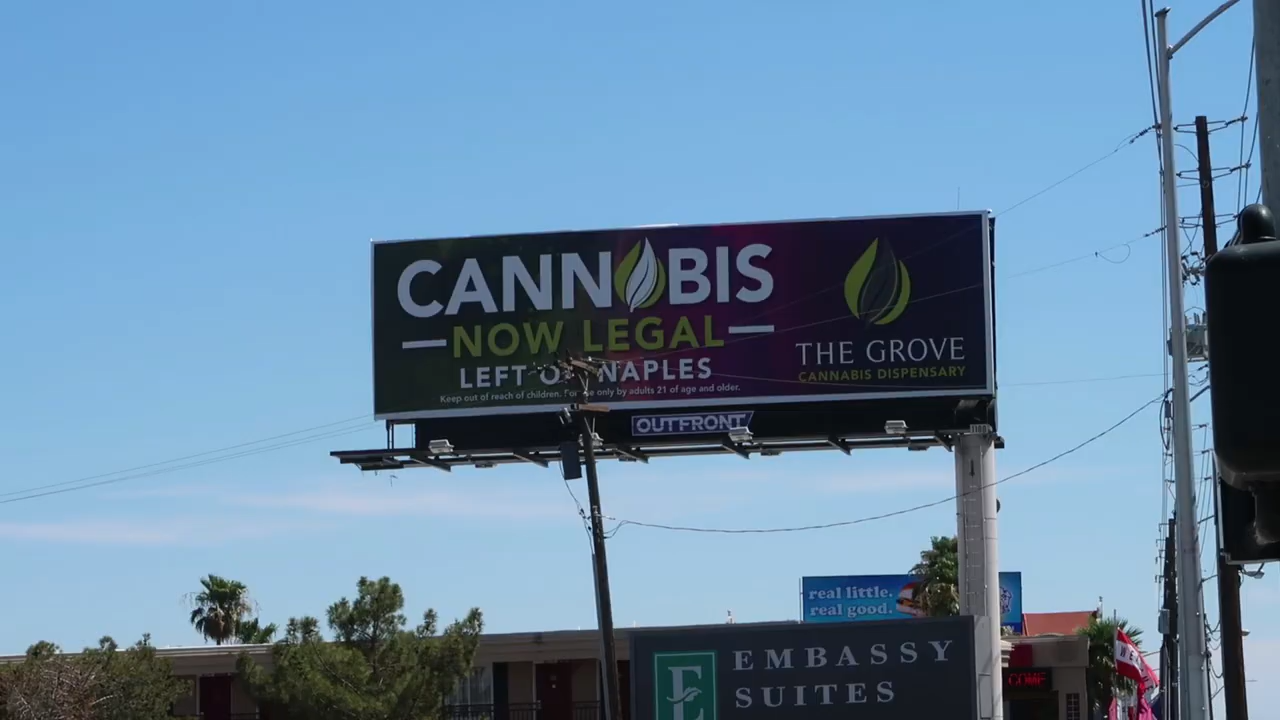 CANNABIS
NOW LEGAL
LEFT ON NAPLES
Keep out of reach of children. For use only by adults 21 of age and older.
THE GROVE
CANNABIS DISPENSARY
OUTFRONT
real little.
real good.
EMBASSY
SUITES